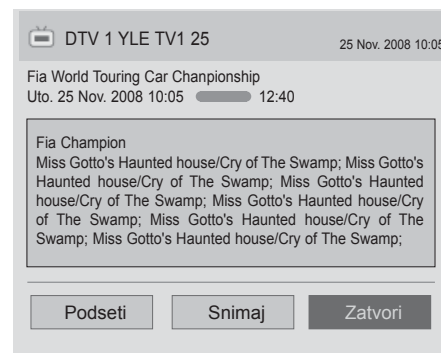 DTV 1 YLE TV1 25
25 Nov. 2008 10:05
Fia World Touring Car Chanpionship
Uto. 25 Nov. 2008 10:05 12:40
Fia Champion
Miss Gotto's Haunted house/Cry of The Swamp; Miss Gotto's
Haunted house/Cry of The Swamp; Miss Gotto's Haunted
house/Cry of The Swamp; Miss Gotto's Haunted house/Cry
of The Swamp; Miss Gotto's Haunted house/Cry of The
Swamp; Miss Gotto's Haunted house/Cry of The Swamp;
Podseti
Snimaj
Zatvori